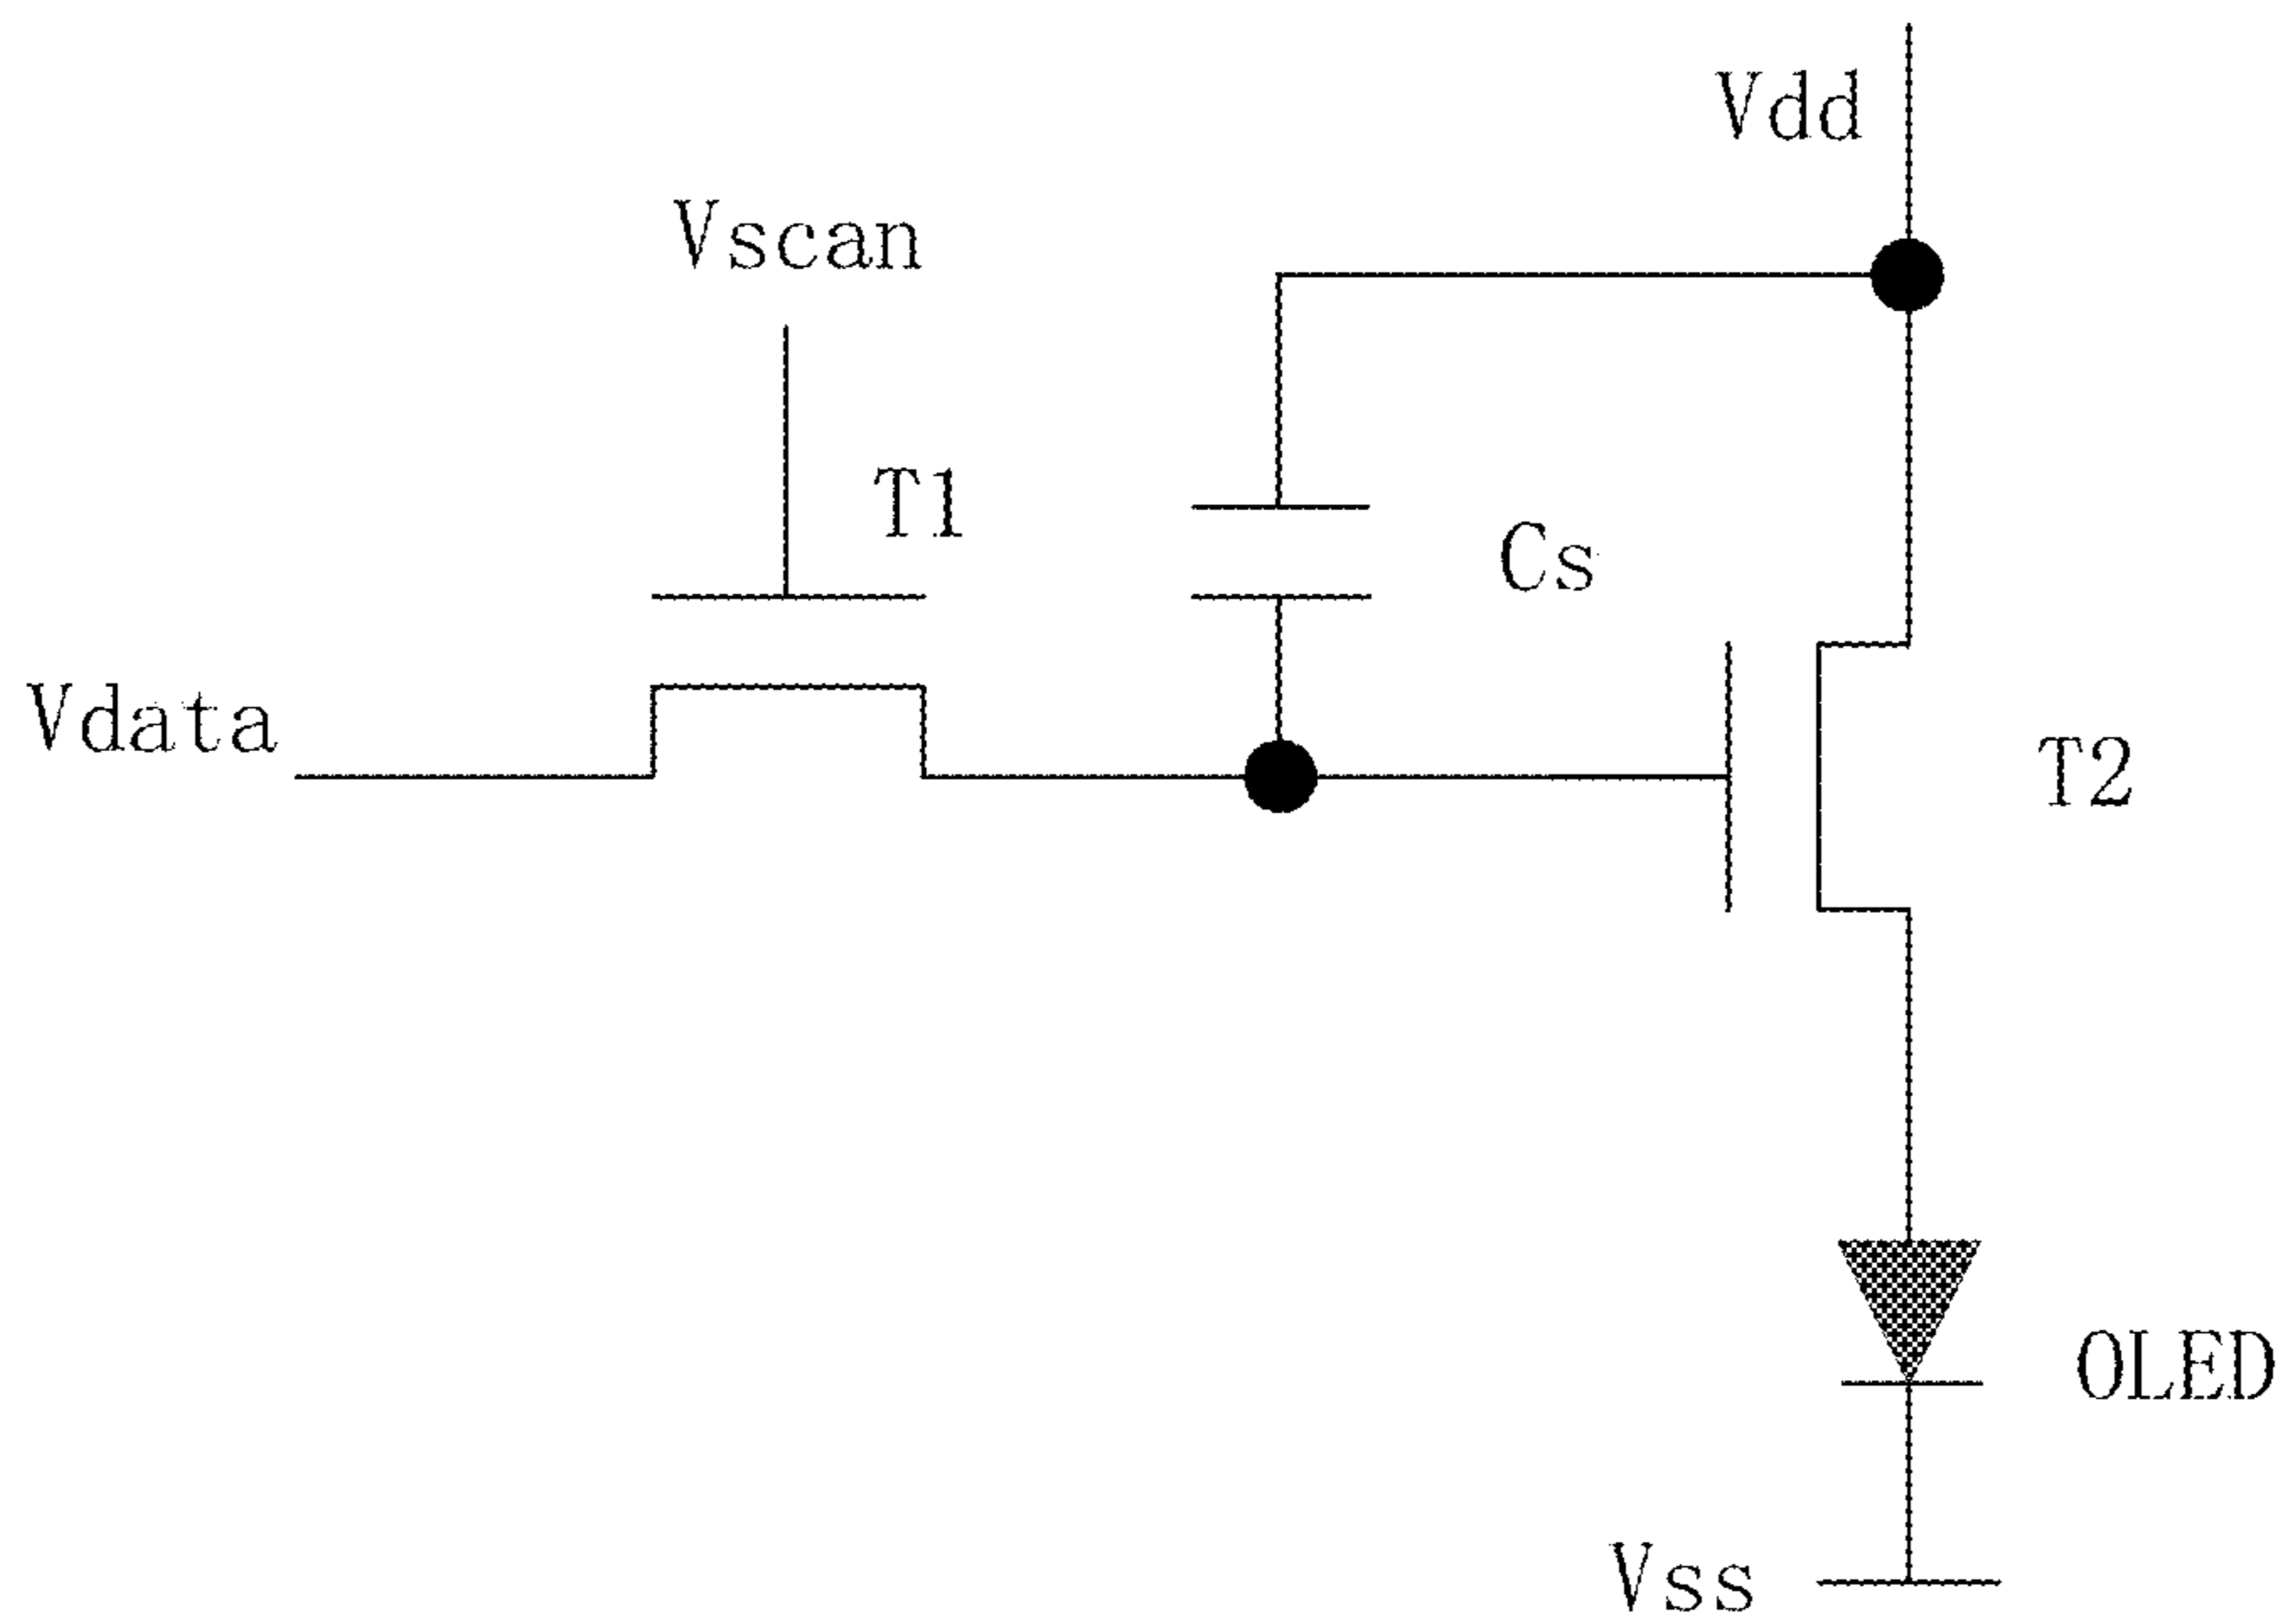 Vdd
Vscan
T1
Cs
Vdata
T2
OLED
Vss